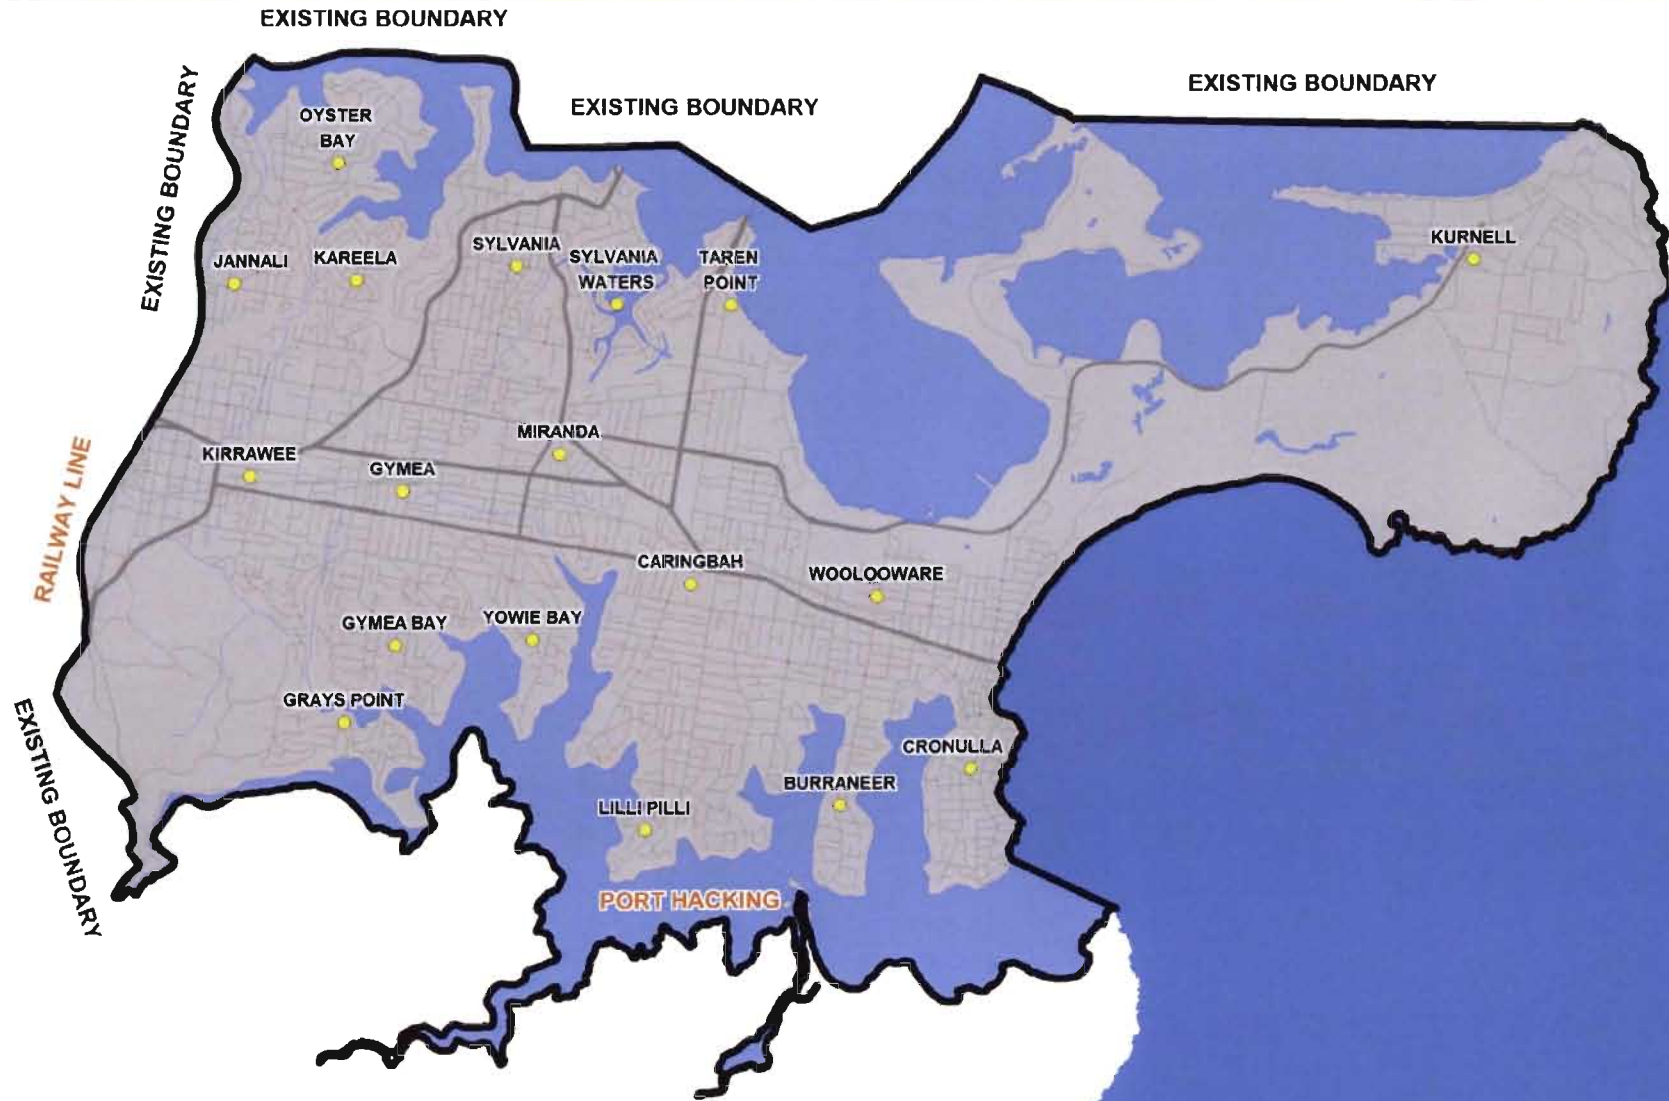 EXISTING BOUNDARY
EXISTING BOUNDARY
EXISTING BOUNDARY
EXISTING BOUNDARY
OYSTER
BAY
JANNALI
KAREELA
SYLVANIA
SYLVANIA
WATERS
TAREN
POINT
KURNELL
MIRANDA
KIRRAWEE
GYMEA
RAILWAY LINE
CARINGBAH
WOOLOOWARE
GYMEA BAY
YOWIE BAY
GRAYS POINT
EXISTING BOUNDARY
CRONULLA
BURRANEER
LILLI PILLI
PORT HACKING